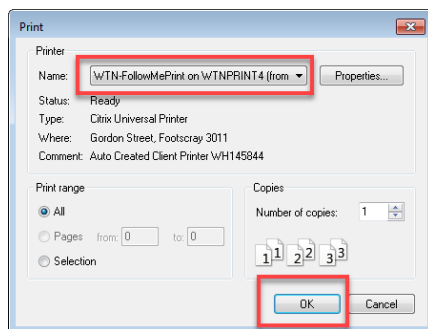 Print
Printer
Name: WTN-FollowMePrint on WTNPRINT4 (from Properties...
Status: Ready
Type: Citrix Universal Printer
Where: Gordon Street, Footscray 3011
Comment: Auto Created Client Printer WH145844
Print range
All
Pages from: 0 to: 0
Selection
Copies
Number of copies: 1
1 1 2 2 3 3
OK Cancel